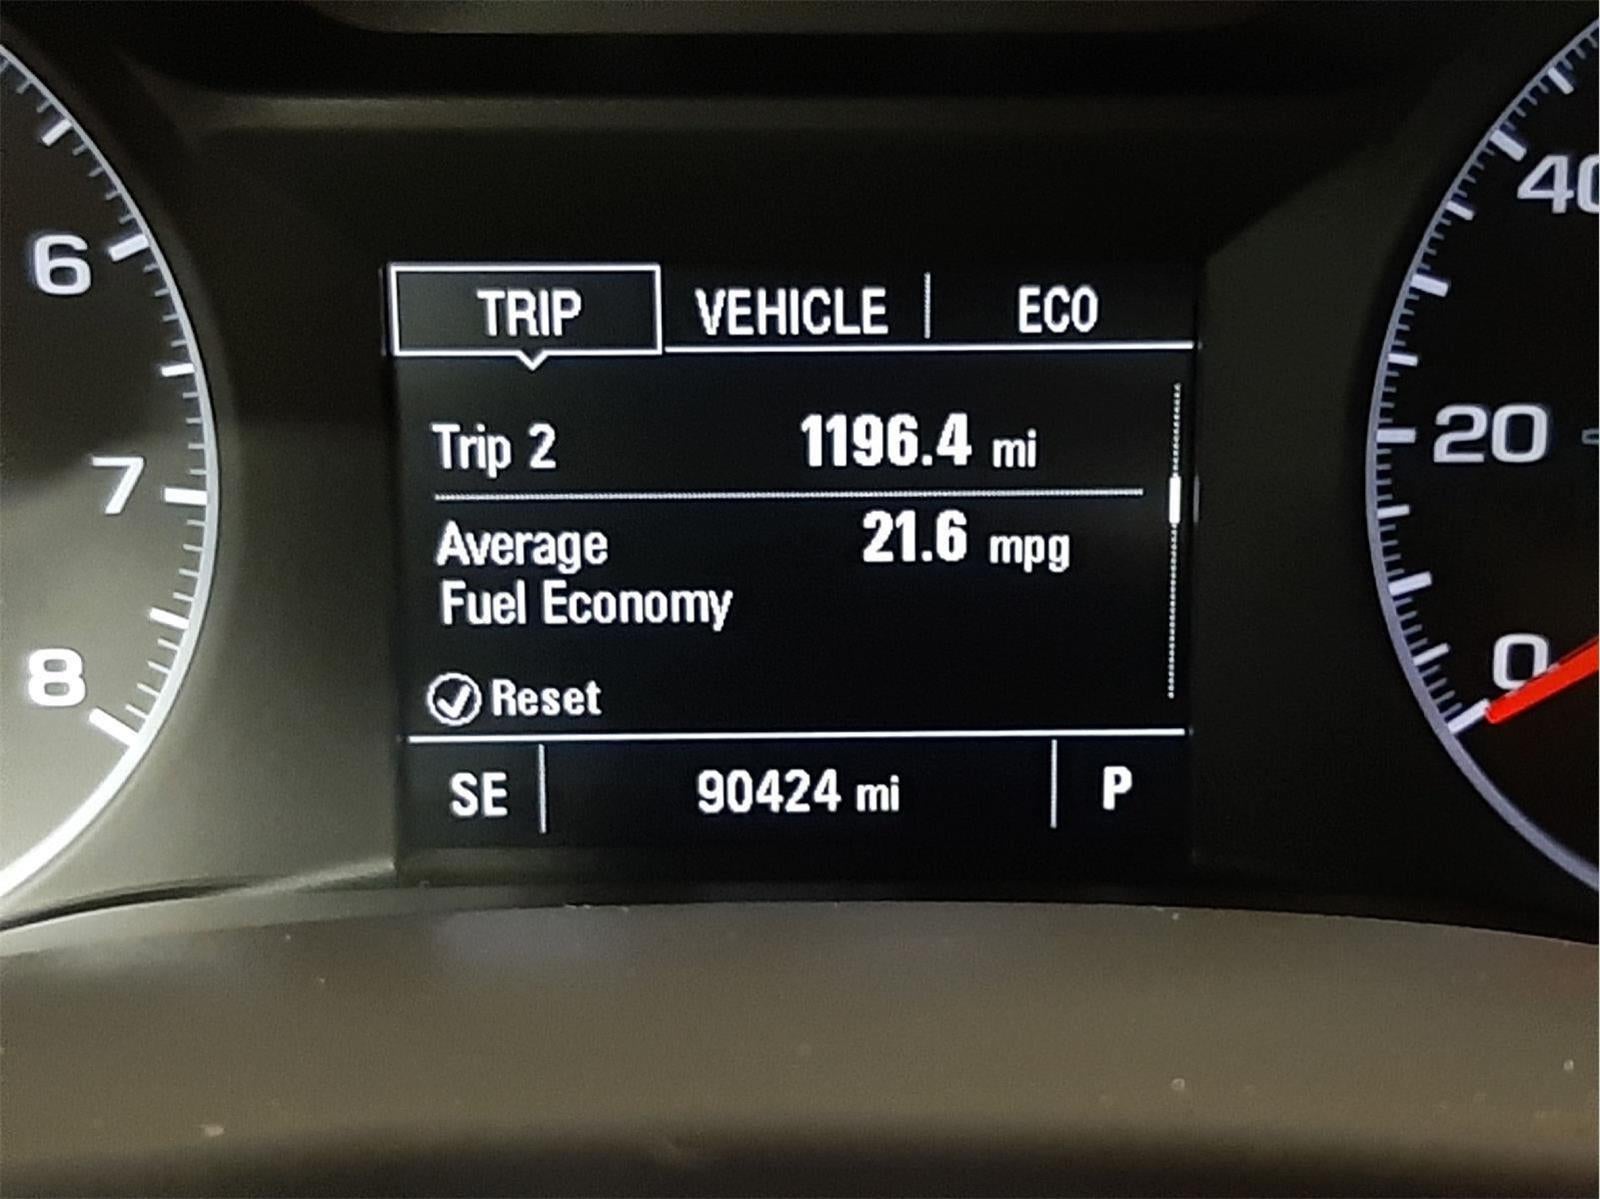 TRIP VEHICLE ECO
Trip 2 1196.4 mi
Average 21.6 mpg
Fuel Economy
Reset
SE 90424 mi P
6
7
8
40
20
0